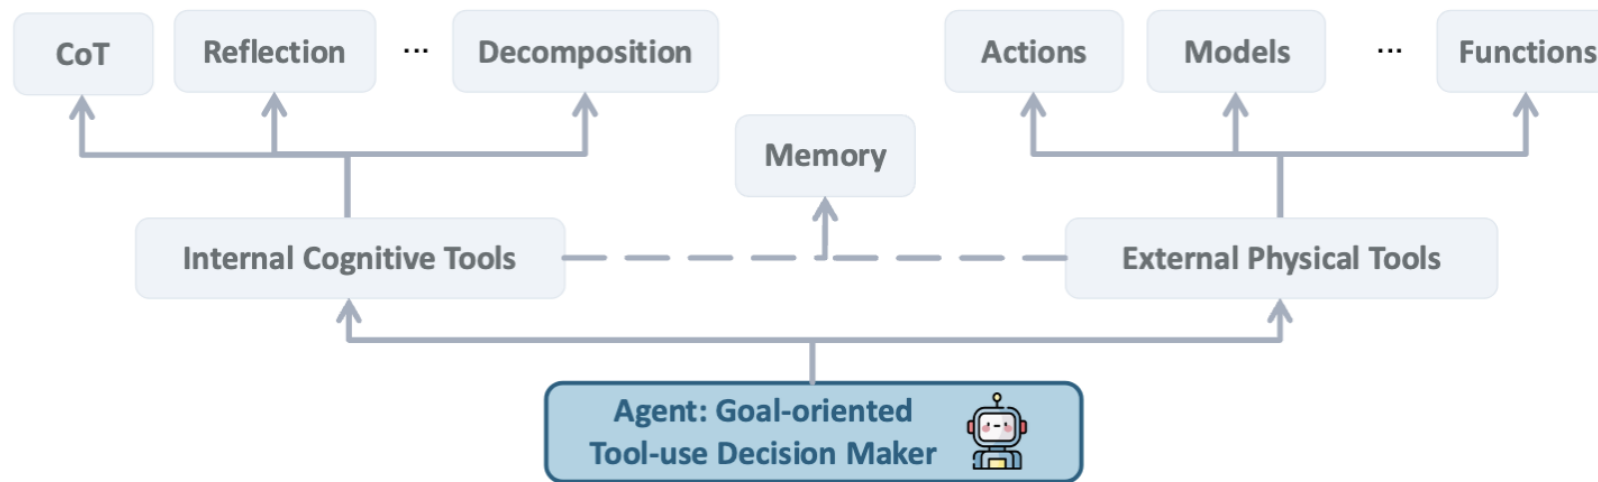 CoT
Reflection
...
Decomposition
Actions
Models
...
Functions
Memory
Internal Cognitive Tools
External Physical Tools
Agent: Goal-oriented
Tool-use Decision Maker